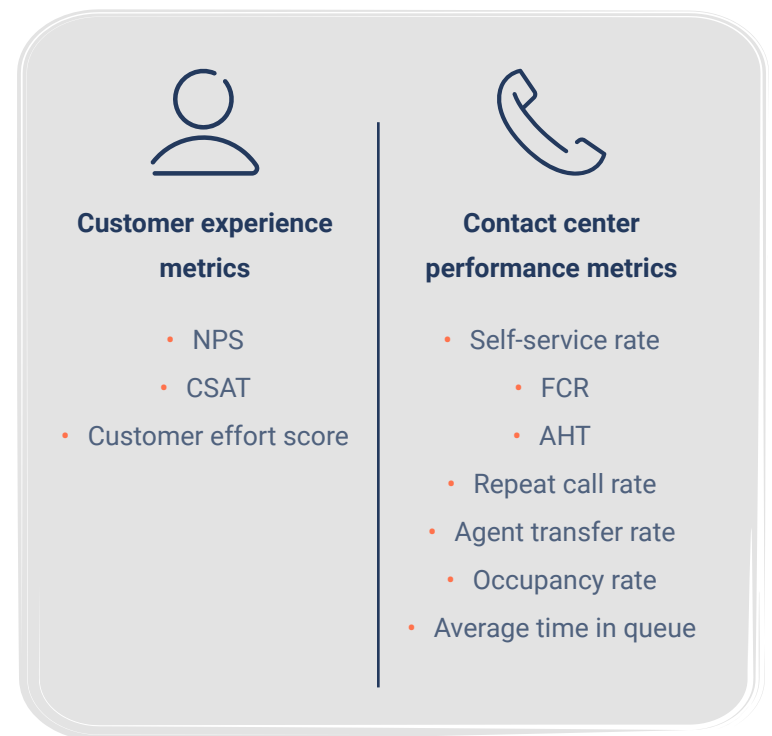 Customer experience
metrics
• NPS
• CSAT
• Customer effort score
Contact center
performance metrics
• Self-service rate
• FCR
• AHT
• Repeat call rate
• Agent transfer rate
• Occupancy rate
• Average time in queue